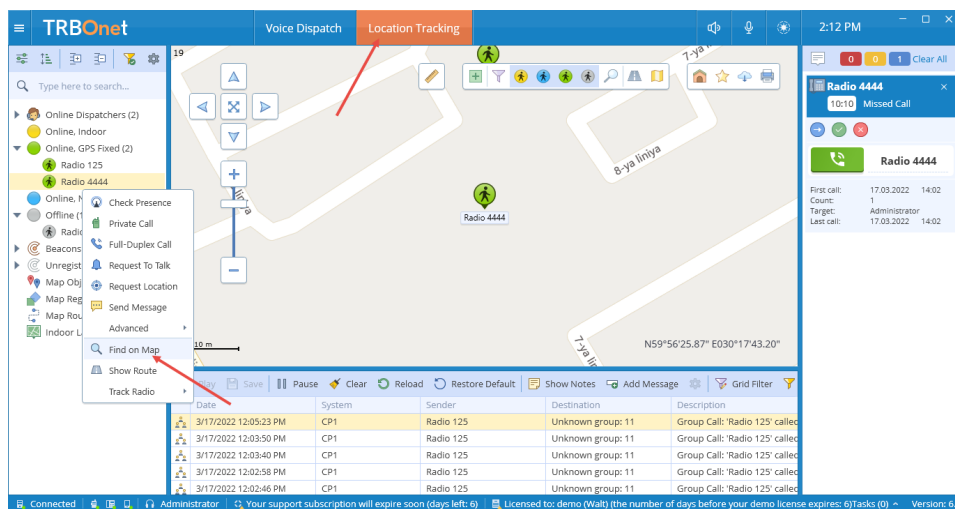 TRBOnet
Voice Dispatch
Location Tracking
2:12 PM
Type here to search...
Online Dispatchers (2)
Online, Indoor
Online, GPS Fixed (2)
Radio 125
Radio 4444
Online, N
Offline (1
Radio
Beacons
Unregist
Map Obj
Map Reg
Map Rou
Indoor L
Check Presence
Private Call
Full-Duplex Call
Request To Talk
Request Location
Send Message
Advanced
Find on Map
Show Route
Track Radio
19
7-ya
8-ya liniya
Radio 4444
7-ya lin
10 m
N59°56'25.87" E030°17'43.20"
0 0 1 Clear All
Radio 4444
10:10 Missed Call
Radio 4444
First call: 17.03.2022 14:02
Count: 1
Target: Administrator
Last call: 17.03.2022 14:02
Save Pause Clear Reload Restore Default Show Notes Add Message Grid Filter
Date System Sender Destination Description
3/17/2022 12:05:23 PM CP1 Radio 125 Unknown group: 11 Group Call: 'Radio 125' called
3/17/2022 12:03:50 PM CP1 Radio 125 Unknown group: 11 Group Call: 'Radio 125' called
3/17/2022 12:03:40 PM CP1 Radio 125 Unknown group: 11 Group Call: 'Radio 125' called
3/17/2022 12:02:58 PM CP1 Radio 125 Unknown group: 11 Group Call: 'Radio 125' called
3/17/2022 12:02:46 PM CP1 Radio 125 Unknown group: 11 Group Call: 'Radio 125' called
Connected Administrator Your support subscription will expire soon (days left: 6) Licensed to: demo (Walt) (the number of days before your demo license expires: 6) Tasks (0) Version: 6.